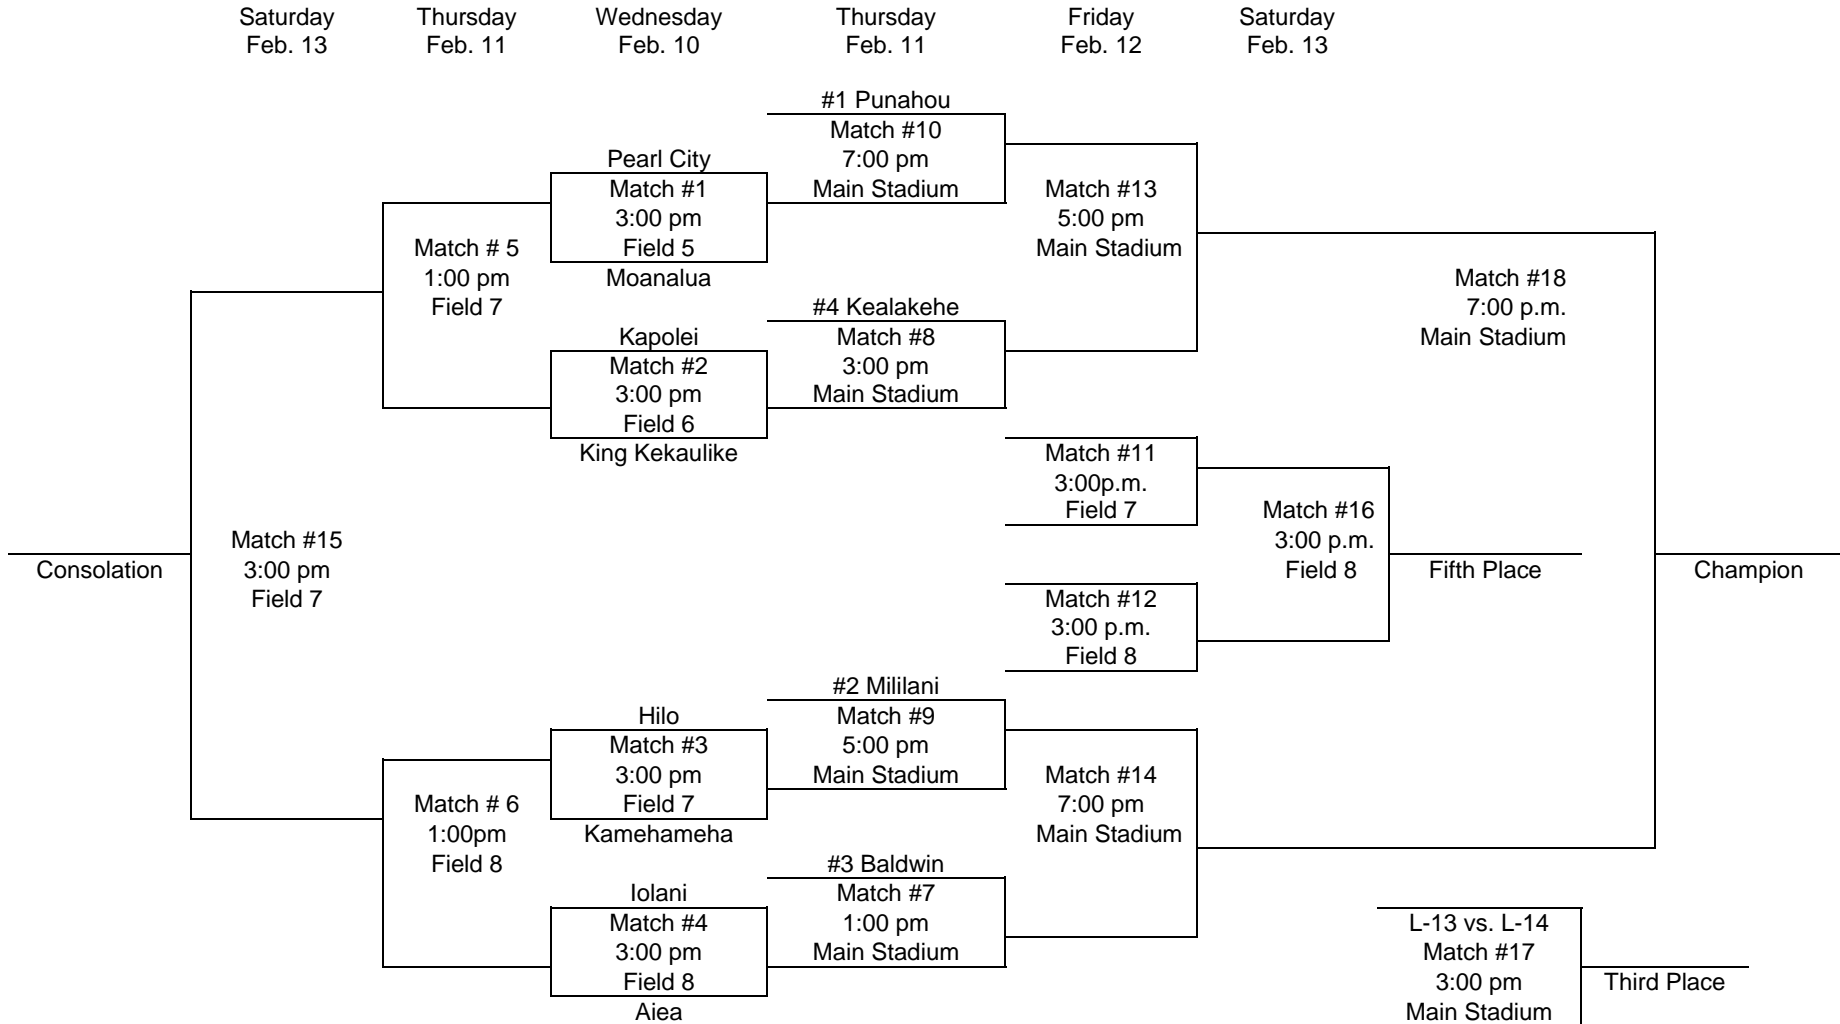 Saturday
Feb. 13
Thursday
Feb. 11
Wednesday
Feb. 10
Thursday
Feb. 11
Friday
Feb. 12
Saturday
Feb. 13
Match #15
3:00 pm
Field 7
Consolation
Match # 5
1:00 pm
Field 7
Match # 6
1:00pm
Field 8
Pearl City
Match #1
3:00 pm
Field 5
Moanalua
Kapolei
Match #2
3:00 pm
Field 6
King Kekaulike
Hilo
Match #3
3:00 pm
Field 7
Kamehameha
Iolani
Match #4
3:00 pm
Field 8
Aiea
#1 Punahou
Match #10
7:00 pm
Main Stadium
#4 Kealakehe
Match #8
3:00 pm
Main Stadium
#2 Mililani
Match #9
5:00 pm
Main Stadium
#3 Baldwin
Match #7
1:00 pm
Main Stadium
Match #13
5:00 pm
Main Stadium
Match #11
3:00p.m.
Field 7
Match #12
3:00 p.m.
Field 8
Match #14
7:00 pm
Main Stadium
Match #16
3:00 p.m.
Field 8
Fifth Place
Match #18
7:00 p.m.
Main Stadium
Champion
L-13 vs. L-14
Match #17
3:00 pm
Main Stadium
Third Place